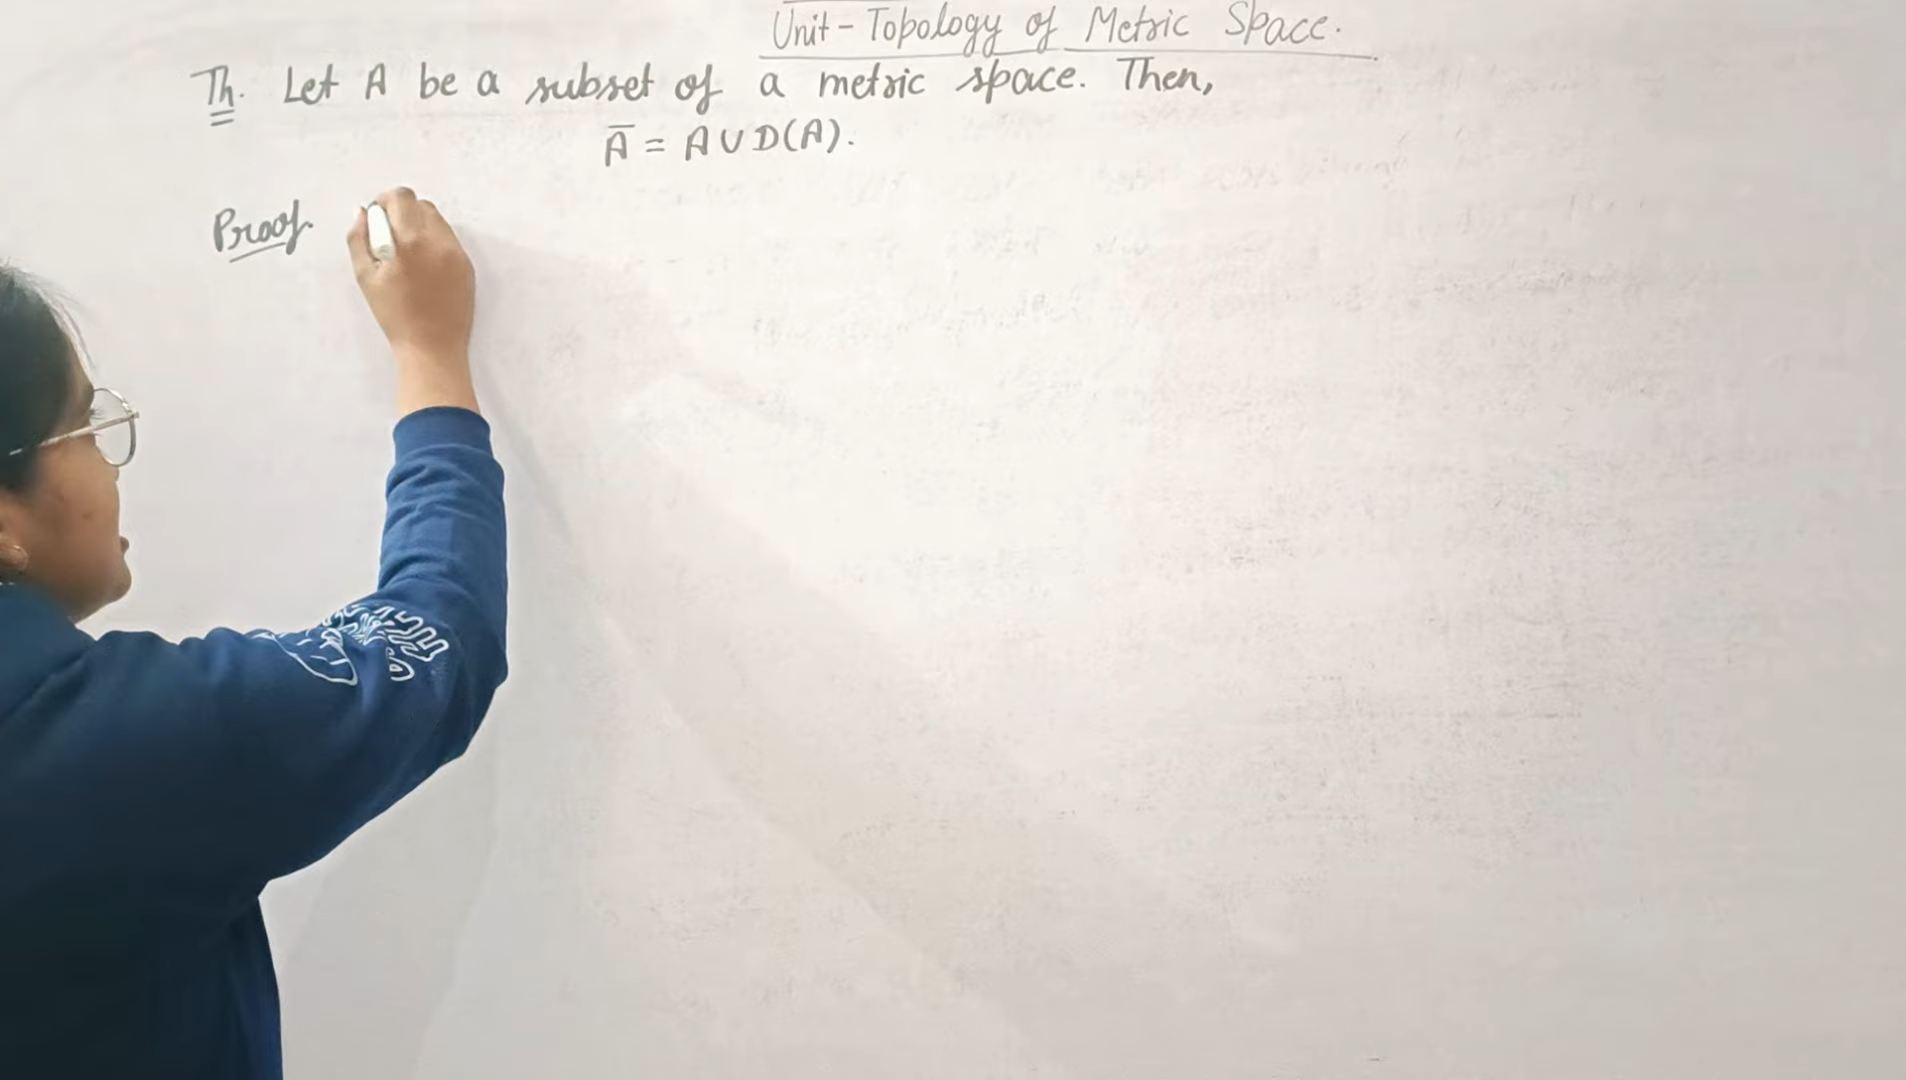 Unit - Topology of Metric Space.
Th. Let A be a subset of a metric space. Then,
Ā = A ∪ D(A).
Proof.